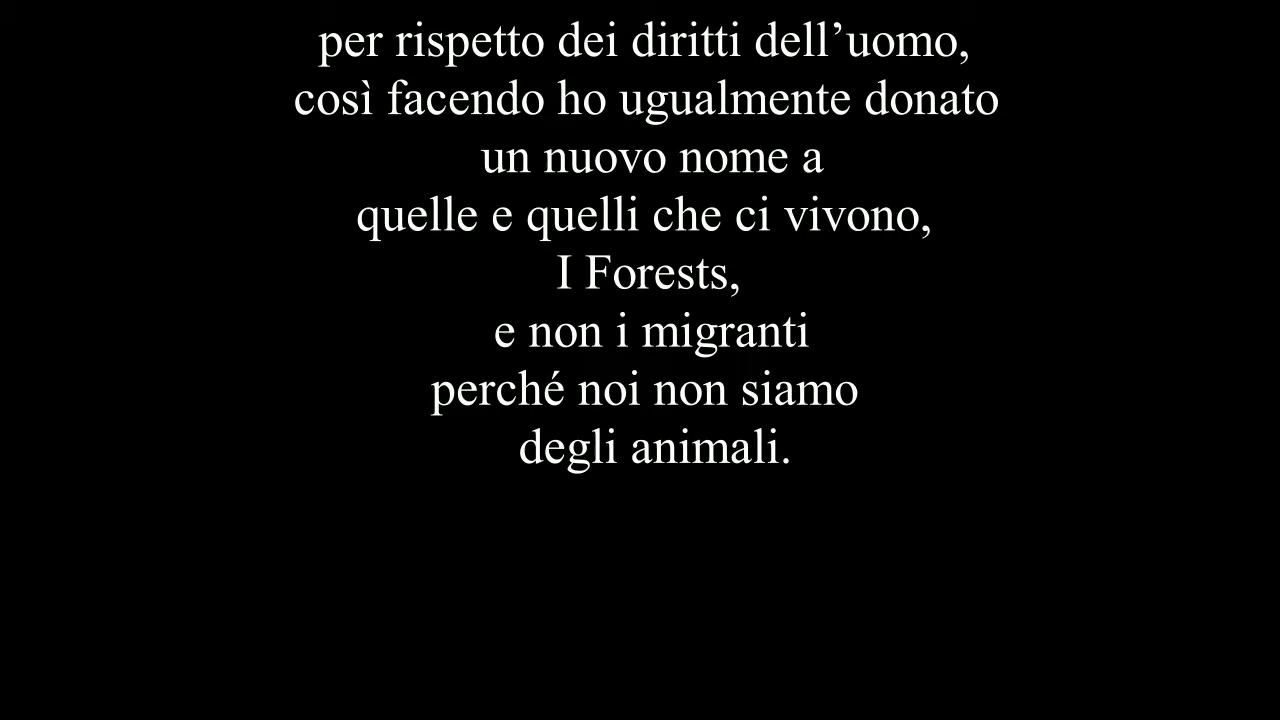 per rispetto dei diritti dell’uomo,
così facendo ho ugualmente donato
un nuovo nome a
quelle e quelli che ci vivono,
I Forests,
e non i migranti
perché noi non siamo
degli animali.